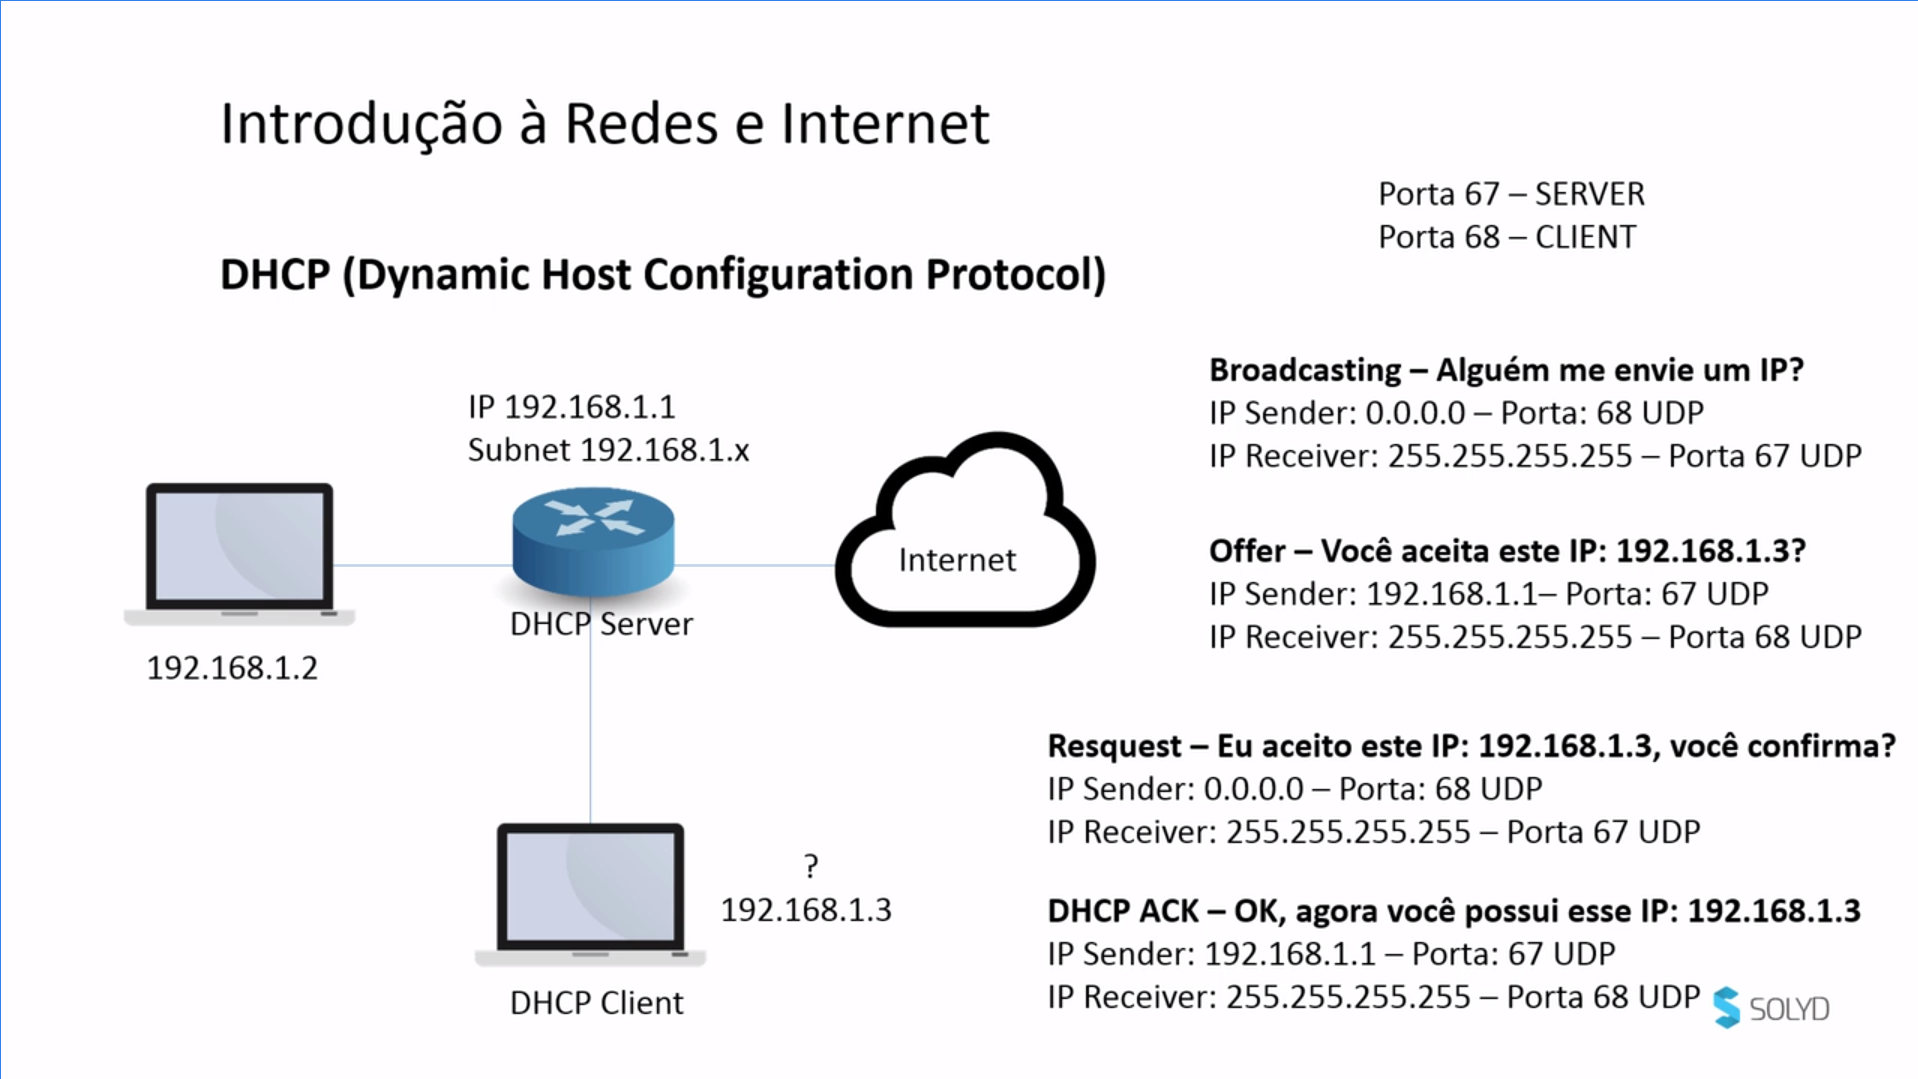 Introdução à Redes e Internet
Porta 67 – SERVER
Porta 68 – CLIENT
DHCP (Dynamic Host Configuration Protocol)
IP 192.168.1.1
Subnet 192.168.1.x
Internet
DHCP Server
192.168.1.2
?
192.168.1.3
DHCP Client
Broadcasting – Alguém me envie um IP?
IP Sender: 0.0.0.0 – Porta: 68 UDP
IP Receiver: 255.255.255.255 – Porta 67 UDP
Offer – Você aceita este IP: 192.168.1.3?
IP Sender: 192.168.1.1– Porta: 67 UDP
IP Receiver: 255.255.255.255 – Porta 68 UDP
Resquest – Eu aceito este IP: 192.168.1.3, você confirma?
IP Sender: 0.0.0.0 – Porta: 68 UDP
IP Receiver: 255.255.255.255 – Porta 67 UDP
DHCP ACK – OK, agora você possui esse IP: 192.168.1.3
IP Sender: 192.168.1.1 – Porta: 67 UDP
IP Receiver: 255.255.255.255 – Porta 68 UDP
SOLYD